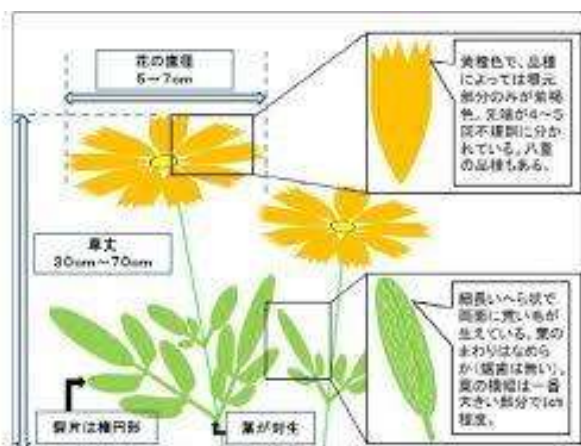 花の直径
5～7cm
黄橙色で、品種
によっては根元
部分のみが紫褐
色。先端が4～5
回不規則に分か
れている。八重
の品種もある。
草丈
30cm～70cm
細長いへら状で
両面に荒い毛が
生えている。葉の
まわりはなめら
か(鋸歯は無い)。
葉の横幅は一番
大きい部分で1cm
程度。
裂片は楕円形
葉が対生